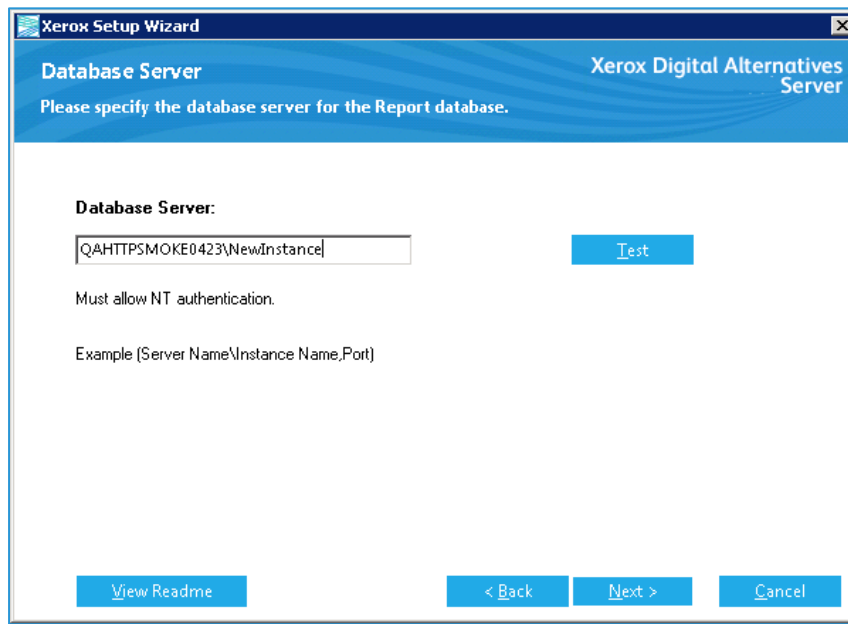 Xerox Setup Wizard
Database Server
Xerox Digital Alternatives
Server
Please specify the database server for the Report database.
Database Server:
QAHTTPSMOKE0423\NewInstance
Test
Must allow NT authentication.
Example (Server Name\Instance Name,Port)
View Readme
< Back
Next >
Cancel